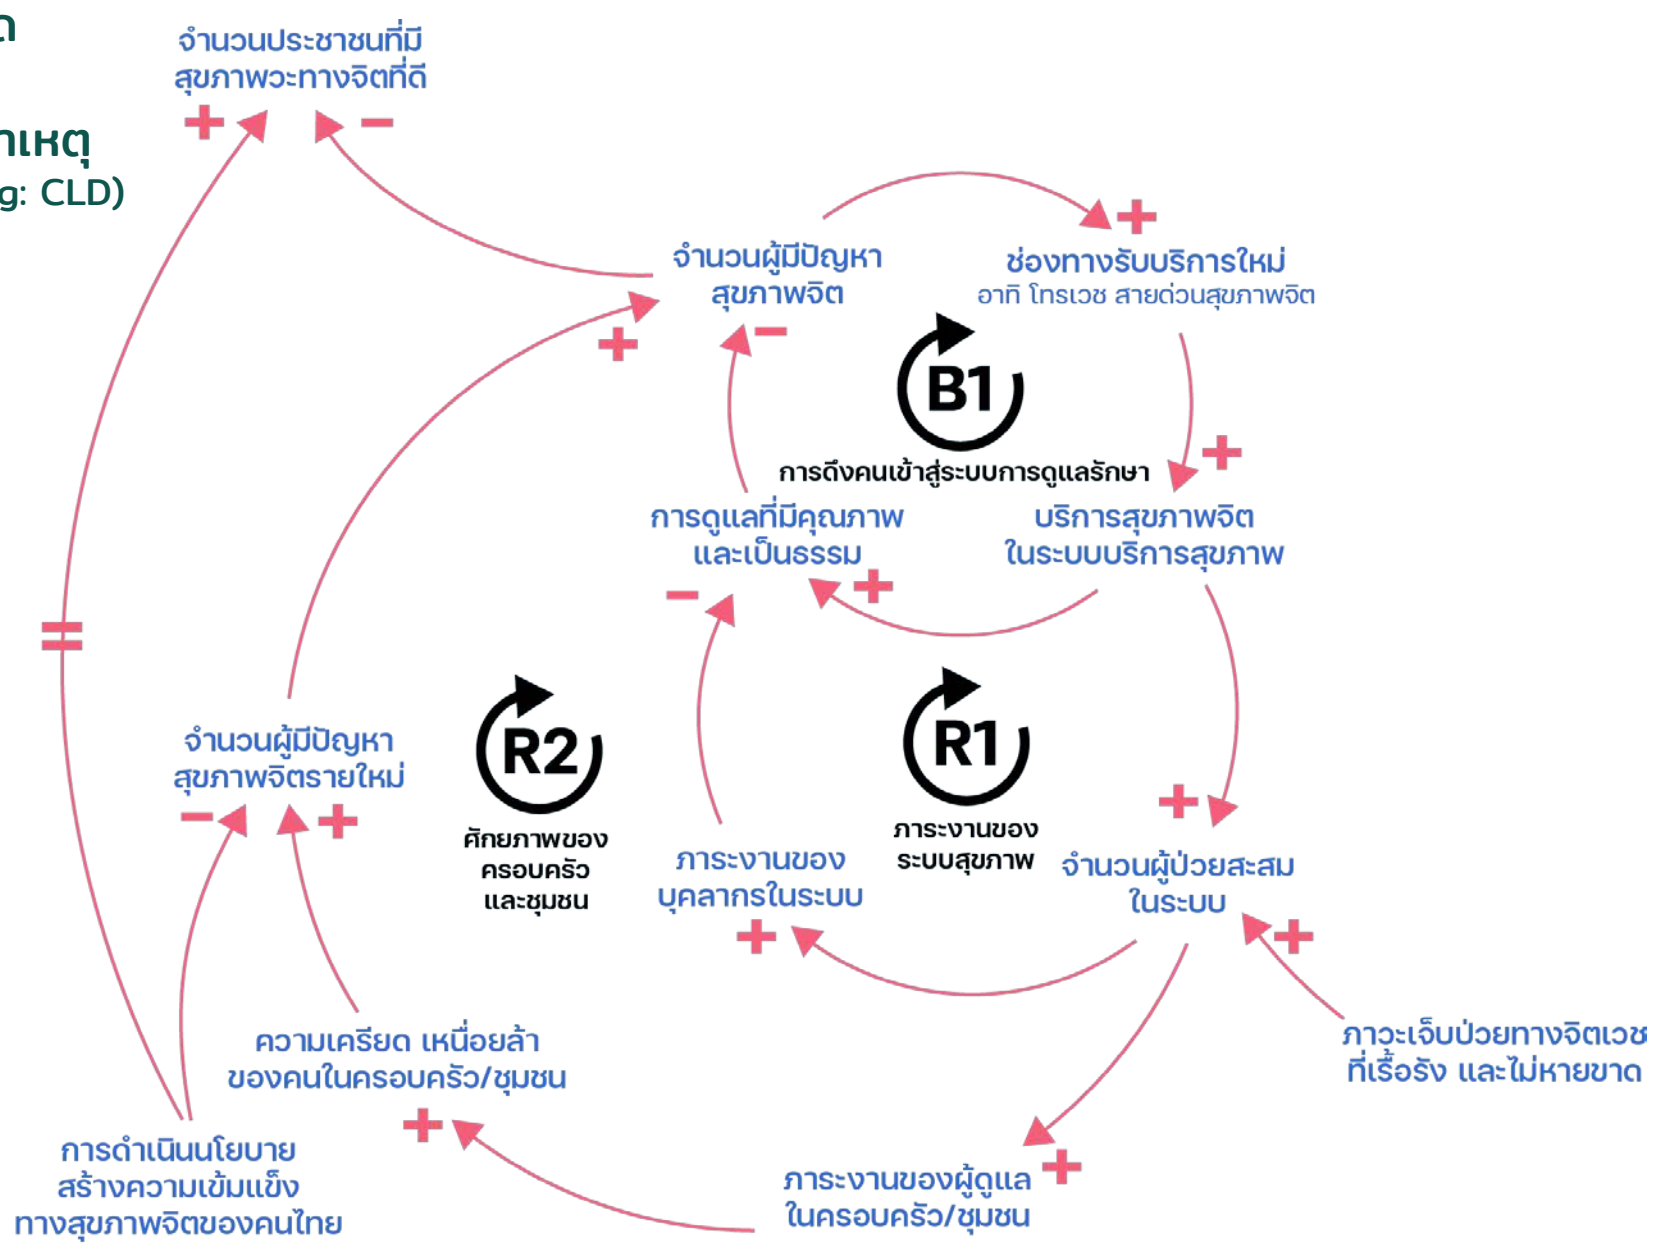 จำนวนประชาชนที่มี
สุขภาพวะทางจิตที่ดี
าเหตุ
g: CLD)
+
−
จำนวนผู้มีปัญหา
สุขภาพจิต
+
ช่องทางรับบริการใหม่
อาทิ โทรเวช สายด่วนสุขภาพจิต
+
−
B1
การดึงคนเข้าสู่ระบบการดูแลรักษา
+
การดูแลที่มีคุณภาพ
และเป็นธรรม
บริการสุขภาพจิต
ในระบบบริการสุขภาพ
−
+
จำนวนผู้มีปัญหา
สุขภาพจิตรายใหม่
−
+
R2
ศักยภาพของ
ครอบครัว
และชุมชน
R1
ภาระงานของ
ระบบสุขภาพ
+
ภาระงานของ
บุคลากรในระบบ
+
จำนวนผู้ป่วยสะสม
ในระบบ
+
ภาวะเจ็บป่วยทางจิตเวช
ที่เรื้อรัง และไม่หายขาด
ความเครียด เหนื่อยล้า
ของคนในครอบครัว/ชุมชน
+
การดำเนินนโยบาย
สร้างความเข้มแข็ง
ทางสุขภาพจิตของคนไทย
ภาระงานของผู้ดูแล
ในครอบครัว/ชุมชน
+